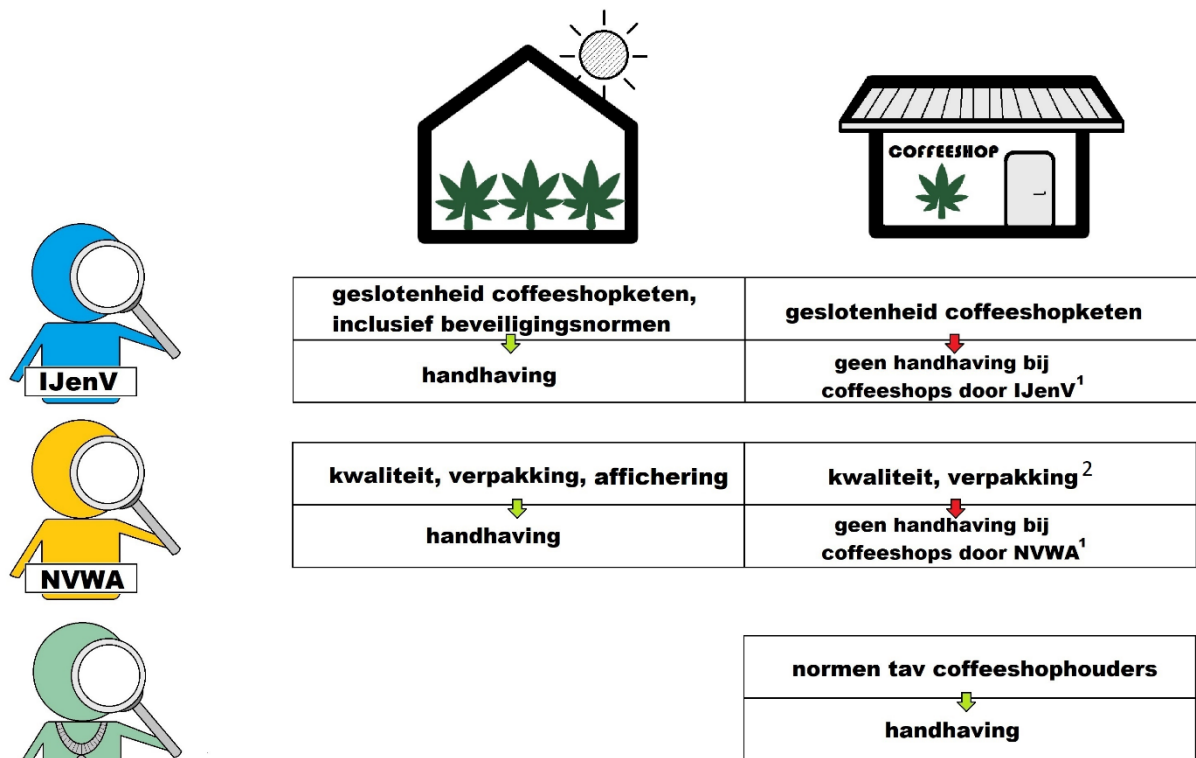 COFFEESHOP
IJenV
geslotenheid coffeeshopketen,
inclusief beveiligingsnormen
handhaving
geslotenheid coffeeshopketen
geen handhaving bij
coffeeshops door IJenV¹
NVWA
kwaliteit, verpakking, affichering
handhaving
kwaliteit, verpakking²
geen handhaving bij
coffeeshops door NVWA¹
normen tav coffeeshophouders
handhaving